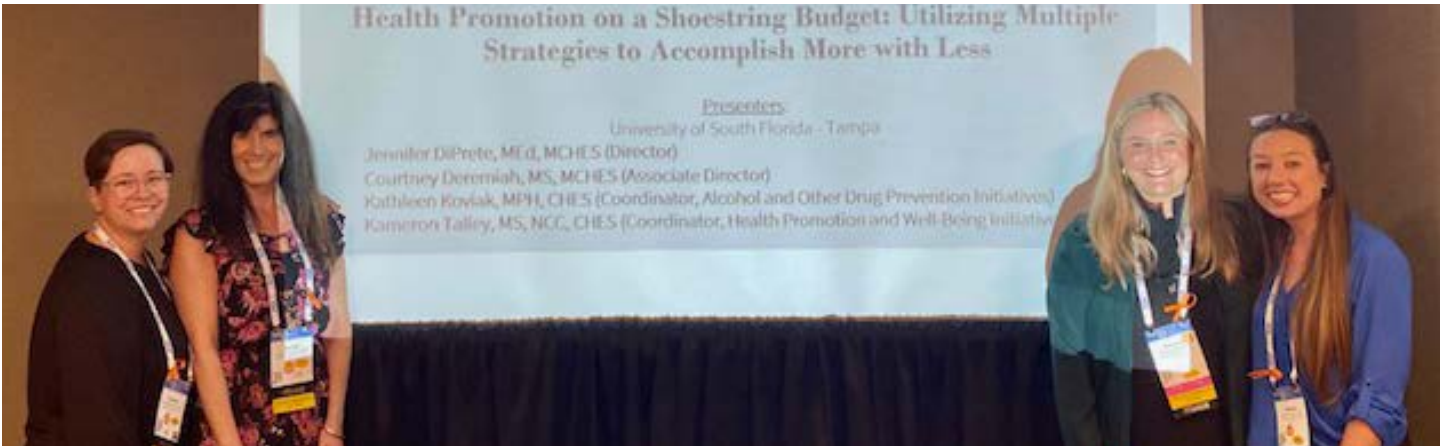 Health Promotion on a Shoestring Budget: Utilizing Multiple
Strategies to Accomplish More with Less
Presenters:
University of South Florida - Tampa
Jennifer DiPrete, MEd, MCHES (Director)
Courtney Deremiah, MS, MCHES (Associate Director)
Kathleen Koviak, MPH, CHES (Coordinator, Alcohol and Other Drug Prevention Initiatives)
Kameron Talley, MS, NCC, CHES (Coordinator, Health Promotion and Well-Being Initiative